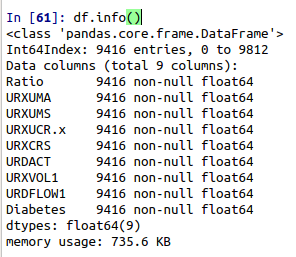 In [61]: df.info()
<class 'pandas.core.frame.DataFrame'>
Int64Index: 9416 entries, 0 to 9812
Data columns (total 9 columns):
Ratio       9416 non-null float64
URXUMA      9416 non-null float64
URXUMS      9416 non-null float64
URXUCR.x    9416 non-null float64
URXCRS      9416 non-null float64
URDACT      9416 non-null float64
URXVOL1     9416 non-null float64
URDFLOW1    9416 non-null float64
Diabetes    9416 non-null float64
dtypes: float64(9)
memory usage: 735.6 KB